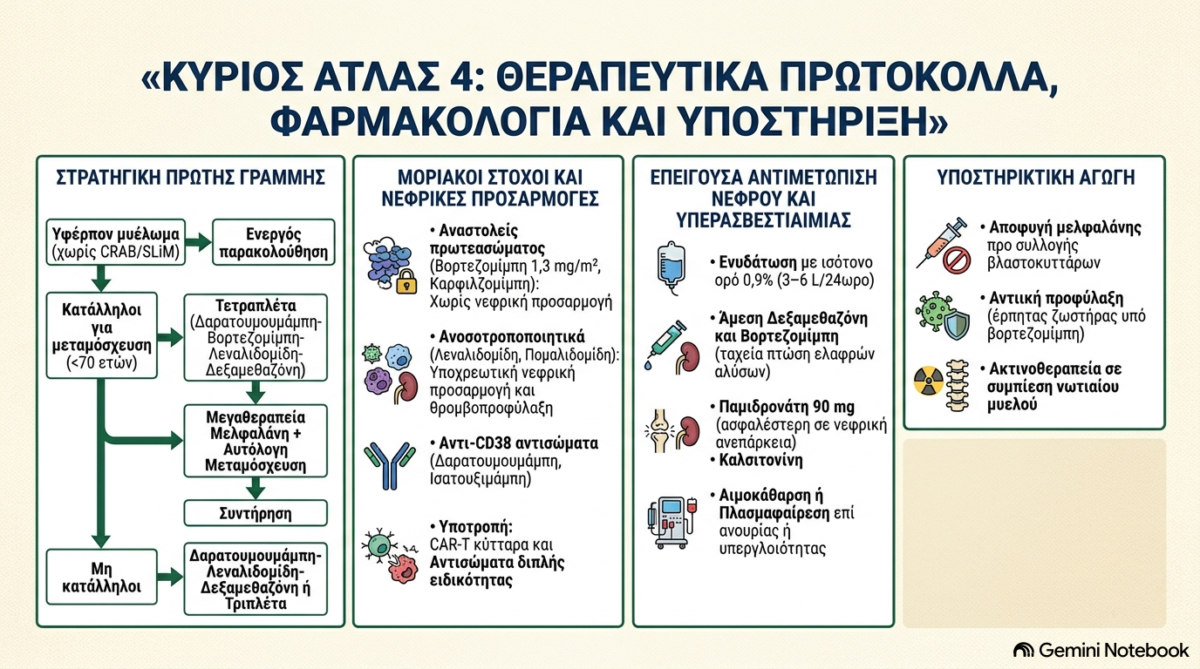 «ΚΥΡΙΟΣ ΑΤΛΑΣ 4: ΘΕΡΑΠΕΥΤΙΚΑ ΠΡΩΤΟΚΟΛΛΑ,
ΦΑΡΜΑΚΟΛΟΓΙΑ ΚΑΙ ΥΠΟΣΤΗΡΙΞΗ»
ΣΤΡΑΤΗΓΙΚΗ ΠΡΩΤΗΣ ΓΡΑΜΜΗΣ
Υφέρπον μυέλωμα
(χωρίς CRAB/SLiM)
Ενεργός
παρακολούθηση
Κατάλληλοι
για
μεταμόσχευση
(<70 ετών)
Τετραπλέτα
(Δαρατουμουμάμπη-
Βορτεζομίμπη-
Λεναλιδομίδη-
Δεξαμεθαζόνη)
Μεγαθεραπεία
Μελφαλάνη +
Αυτόλογη
Μεταμόσχευση
Συντήρηση
Μη
κατάλληλοι
Δαρατουμουμάμπη-
Λεναλιδομίδη-
Δεξαμεθαζόνη ή
Τριπλέτα
ΜΟΡΙΑΚΟΙ ΣΤΟΧΟΙ ΚΑΙ
ΝΕΦΡΙΚΕΣ ΠΡΟΣΑΡΜΟΓΕΣ
• Αναστολείς
πρωτεασώματος
(Βορτεζομίμπη 1,3 mg/m²,
Καρφιλζομίμπη):
Χωρίς νεφρική προσαρμογή
• Ανοσοτροποποιητικά
(Λεναλιδομίδη, Πομαλιδομίδη):
Υποχρεωτική νεφρική
προσαρμογή και
θρομβοπροφύλαξη
• Αντι-CD38 αντισώματα
(Δαρατουμουμάμπη,
Ισατουξιμάμπη)
• Υποτροπή:
CAR-T κύτταρα και
Αντισώματα διπλής
ειδικότητας
ΕΠΕΙΓΟΥΣΑ ΑΝΤΙΜΕΤΩΠΙΣΗ
ΝΕΦΡΟΥ ΚΑΙ
ΥΠΕΡΑΣΒΕΣΤΙΑΙΜΙΑΣ
• Ενυδάτωση με ισότονο
ορό 0,9% (3–6 L/24ωρο)
• Άμεση Δεξαμεθαζόνη
και Βορτεζομίμπη
(ταχεία πτώση ελαφρών
αλύσων)
• Παμιδρονάτη 90 mg
(ασφαλέστερη σε νεφρική
ανεπάρκεια)
• Καλσιτονίνη
• Αιμοκάθαρση ή
Πλασμαφαίρεση επί
ανουρίας ή
υπεργλοιότητας
ΥΠΟΣΤΗΡΙΚΤΙΚΗ ΑΓΩΓΗ
• Αποφυγή μελφαλάνης
προ συλλογής
βλαστοκυττάρων
• Αντιική προφύλαξη
(έρπητας ζωστήρας υπό
βορτεζομίμπη)
• Ακτινοθεραπεία σε
συμπίεση νωτιαίου
μυελού
Gemini Notebook